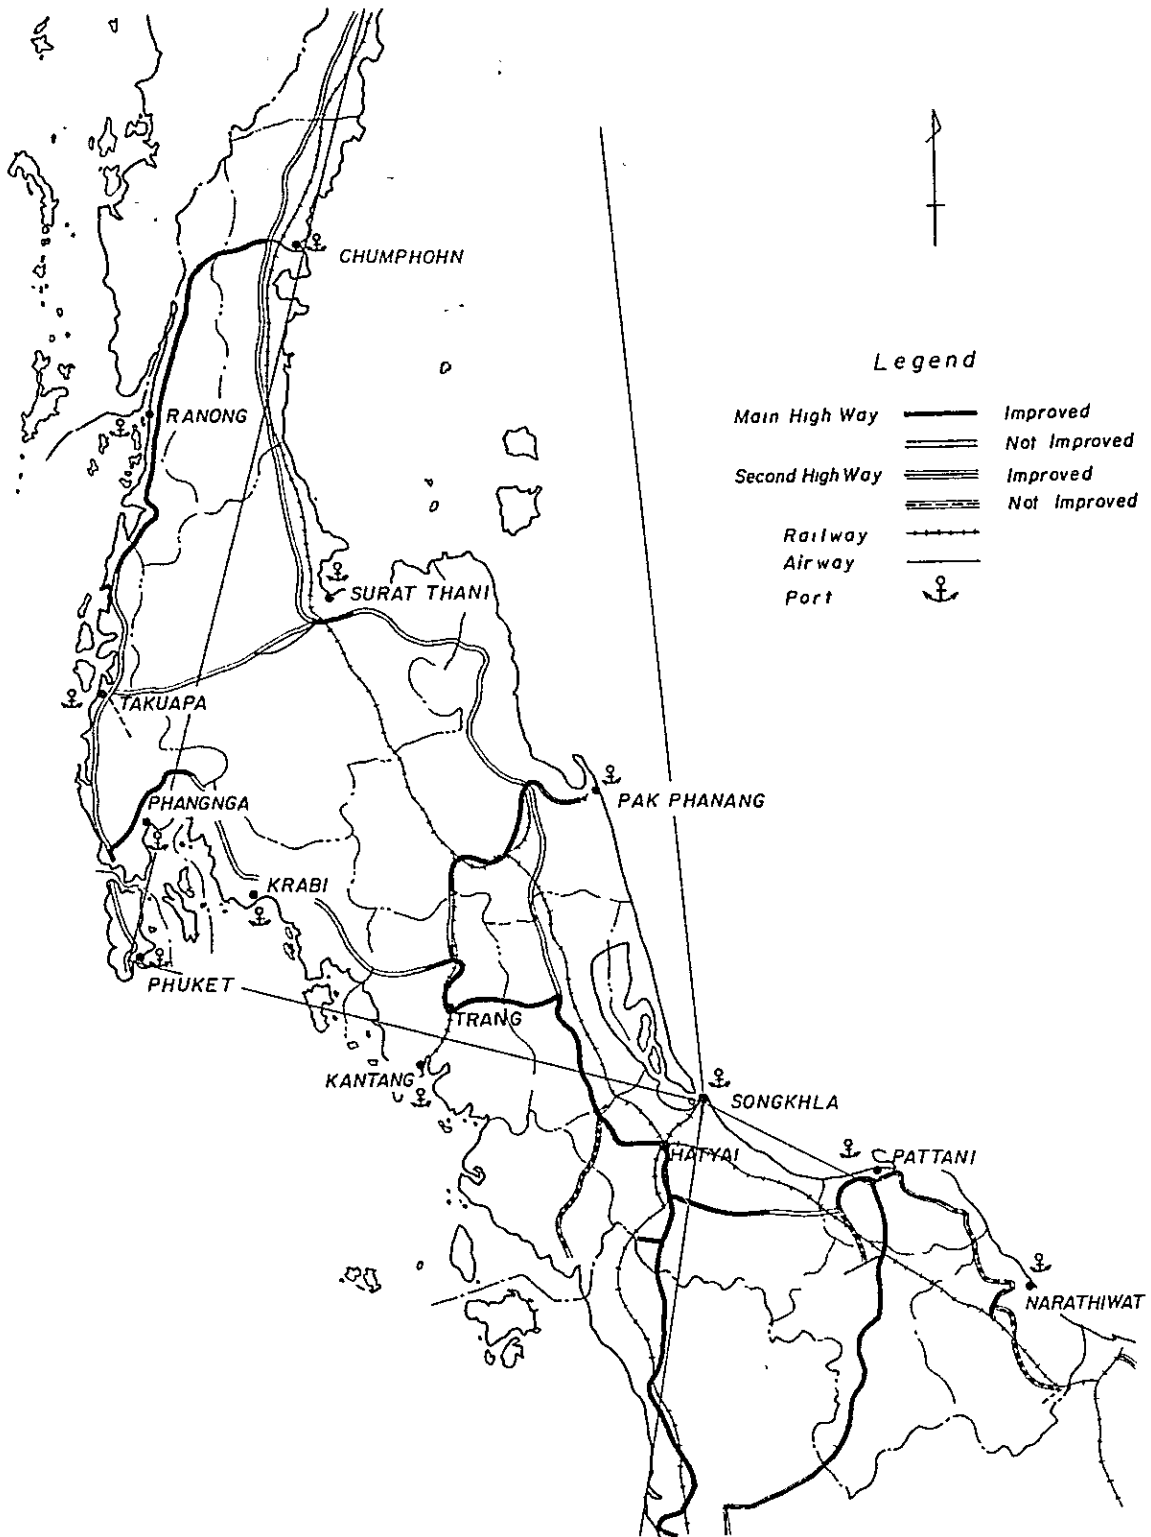 CHUMPHOHN
Legend
Main High Way Improved
Not Improved
RANONG
Second High Way Improved
Not Improved
Railway
Airway
Port
SURAT THANI
TAKUAPA
PHANGNGA
PAK PHANANG
KRABI
PHUKET
TRANG
KANTANG
SONGKHLA
HATYAI
PATTANI
NARATHIWAT